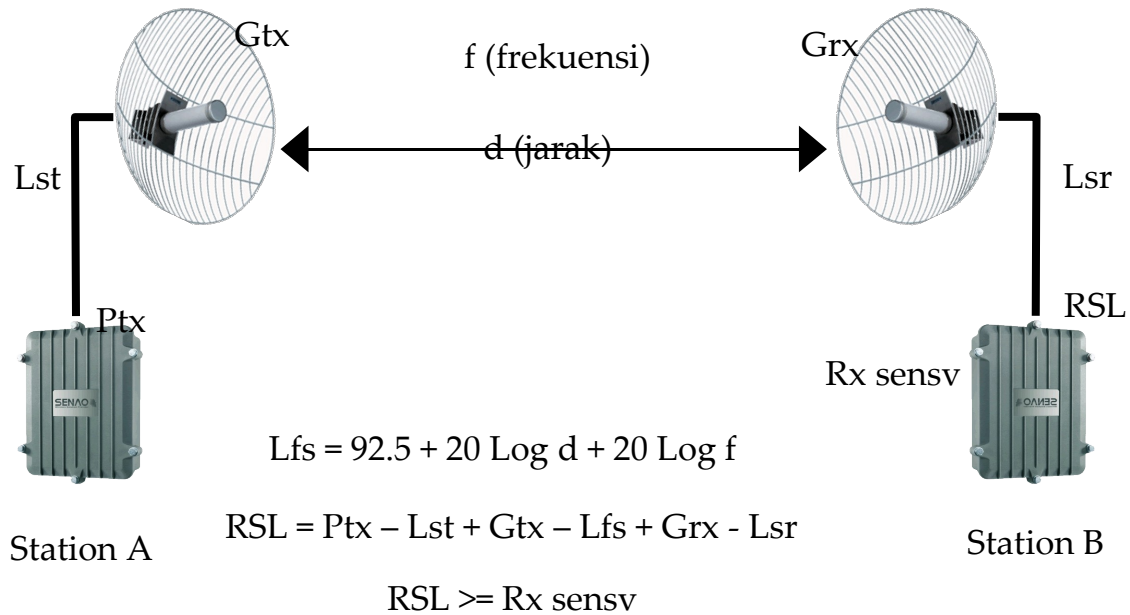 Gtx
f (frekuensi)
Grx
d (jarak)
Lst
Lsr
Ptx
RSL
Rx sensv
SENAO
SENAO
Lfs = 92.5 + 20 Log d + 20 Log f
RSL = Ptx – Lst + Gtx – Lfs + Grx - Lsr
Station A
Station B
RSL >= Rx sensv